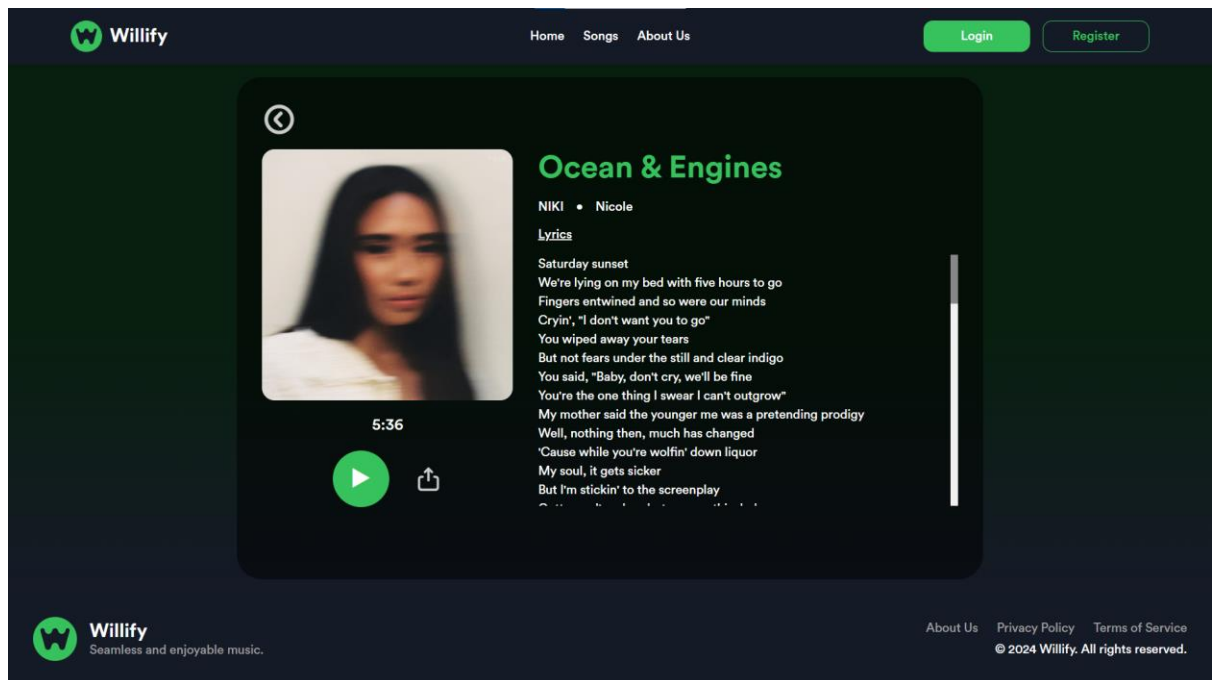 Willify
Home Songs About Us
Login
Register
Ocean & Engines
NIKI • Nicole
Lyrics
Saturday sunset
We're lying on my bed with five hours to go
Fingers entwined and so were our minds
Cryin', "I don't want you to go"
You wiped away your tears
But not fears under the still and clear indigo
You said, "Baby, don't cry, we'll be fine
You're the one thing I swear I can't outgrow"
My mother said the younger me was a pretending prodigy
Well, nothing then, much has changed
'Cause while you're wolfin' down liquor
My soul, it gets sicker
But I'm stickin' to the screenplay
5:36
Willify
Seamless and enjoyable music.
About Us Privacy Policy Terms of Service
© 2024 Willify. All rights reserved.